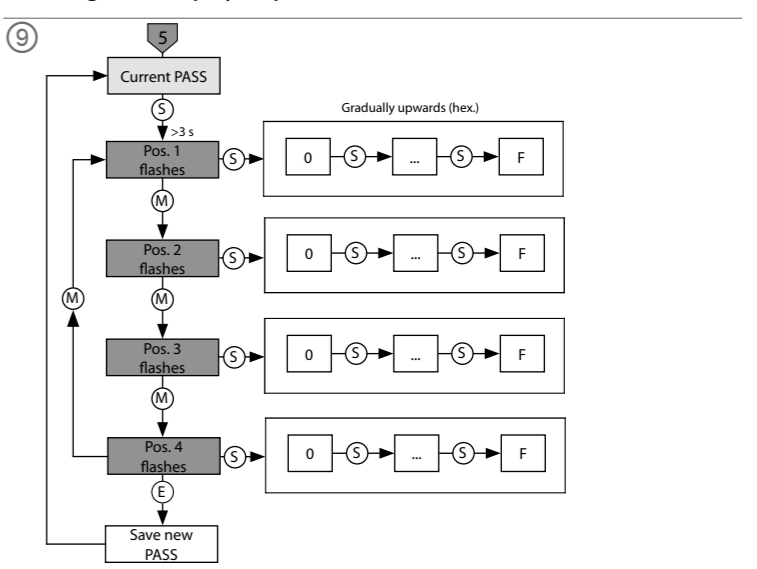 ⑨
5
Current PASS
S
>3 s
Gradually upwards (hex.)
Pos. 1
flashes
S
0 S ... S F
M
Pos. 2
flashes
S
0 S ... S F
M
M
Pos. 3
flashes
S
0 S ... S F
M
Pos. 4
flashes
S
0 S ... S F
E
Save new
PASS